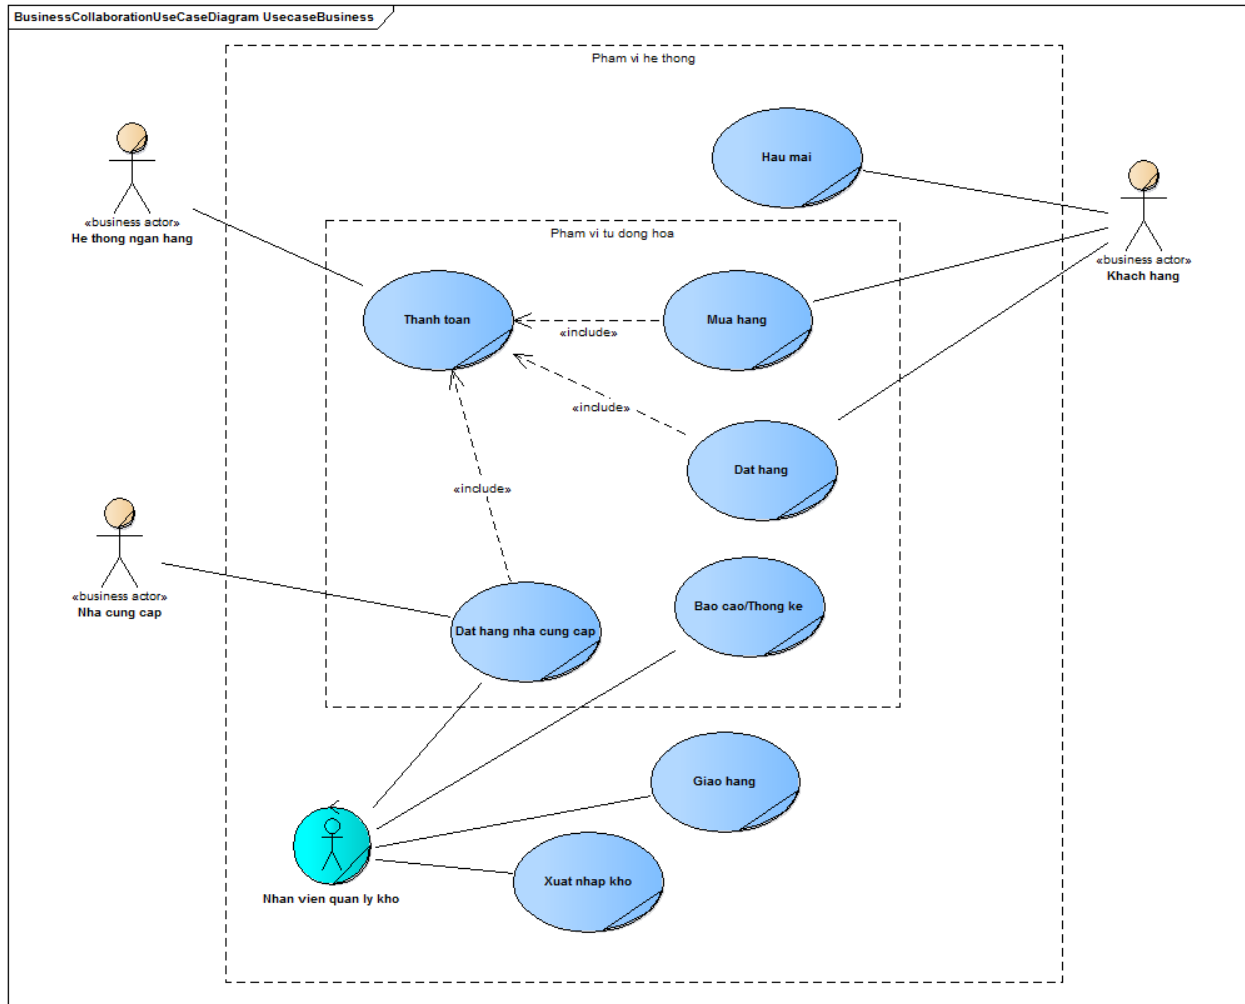 BusinessCollaborationUseCaseDiagram UsecaseBusiness
Pham vi he thong
Hau mai
«business actor»
He thong ngan hang
Pham vi tu dong hoa
«business actor»
Khach hang
Thanh toan
Mua hang
«include»
«include»
Dat hang
«include»
«business actor»
Nha cung cap
Bao cao/Thong ke
Dat hang nha cung cap
Giao hang
Xuat nhap kho
Nhan vien quan ly kho